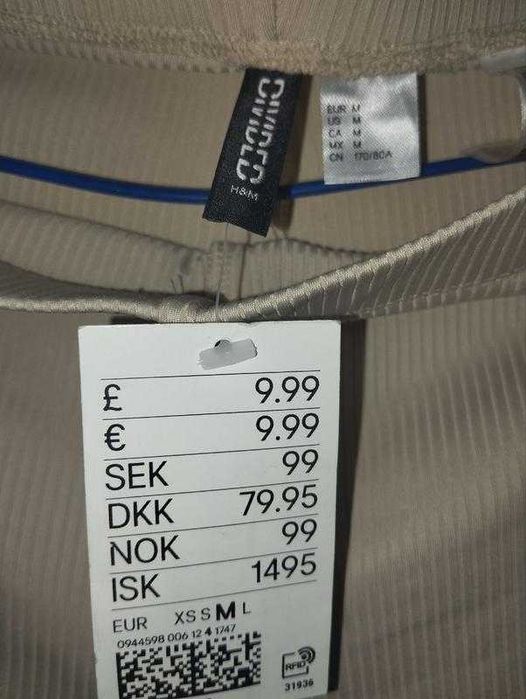 DIVIDED
H&M
EUR M
US M
CA M
MX M
CN 170/80A
£ 9.99
€ 9.99
SEK 99
DKK 79.95
NOK 99
ISK 1495
EUR XS S M L
0944598 006 12 4 1747
RFID
31936